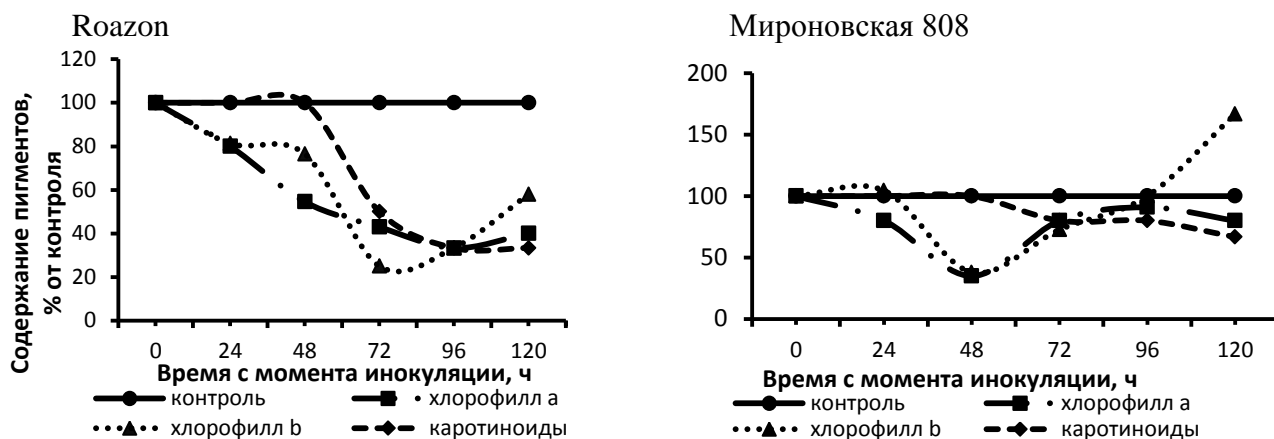 Roazon
Содержание пигментов,
% от контроля
120
100
80
60
40
20
0
0 24 48 72 96 120
Время с момента инокуляции, ч
контроль хлорофилл a
хлорофилл b каротиноиды
Мироновская 808
200
150
100
50
0
0 24 48 72 96 120
Время с момента инокуляции, ч
контроль хлорофилл a
хлорофилл b каротиноиды